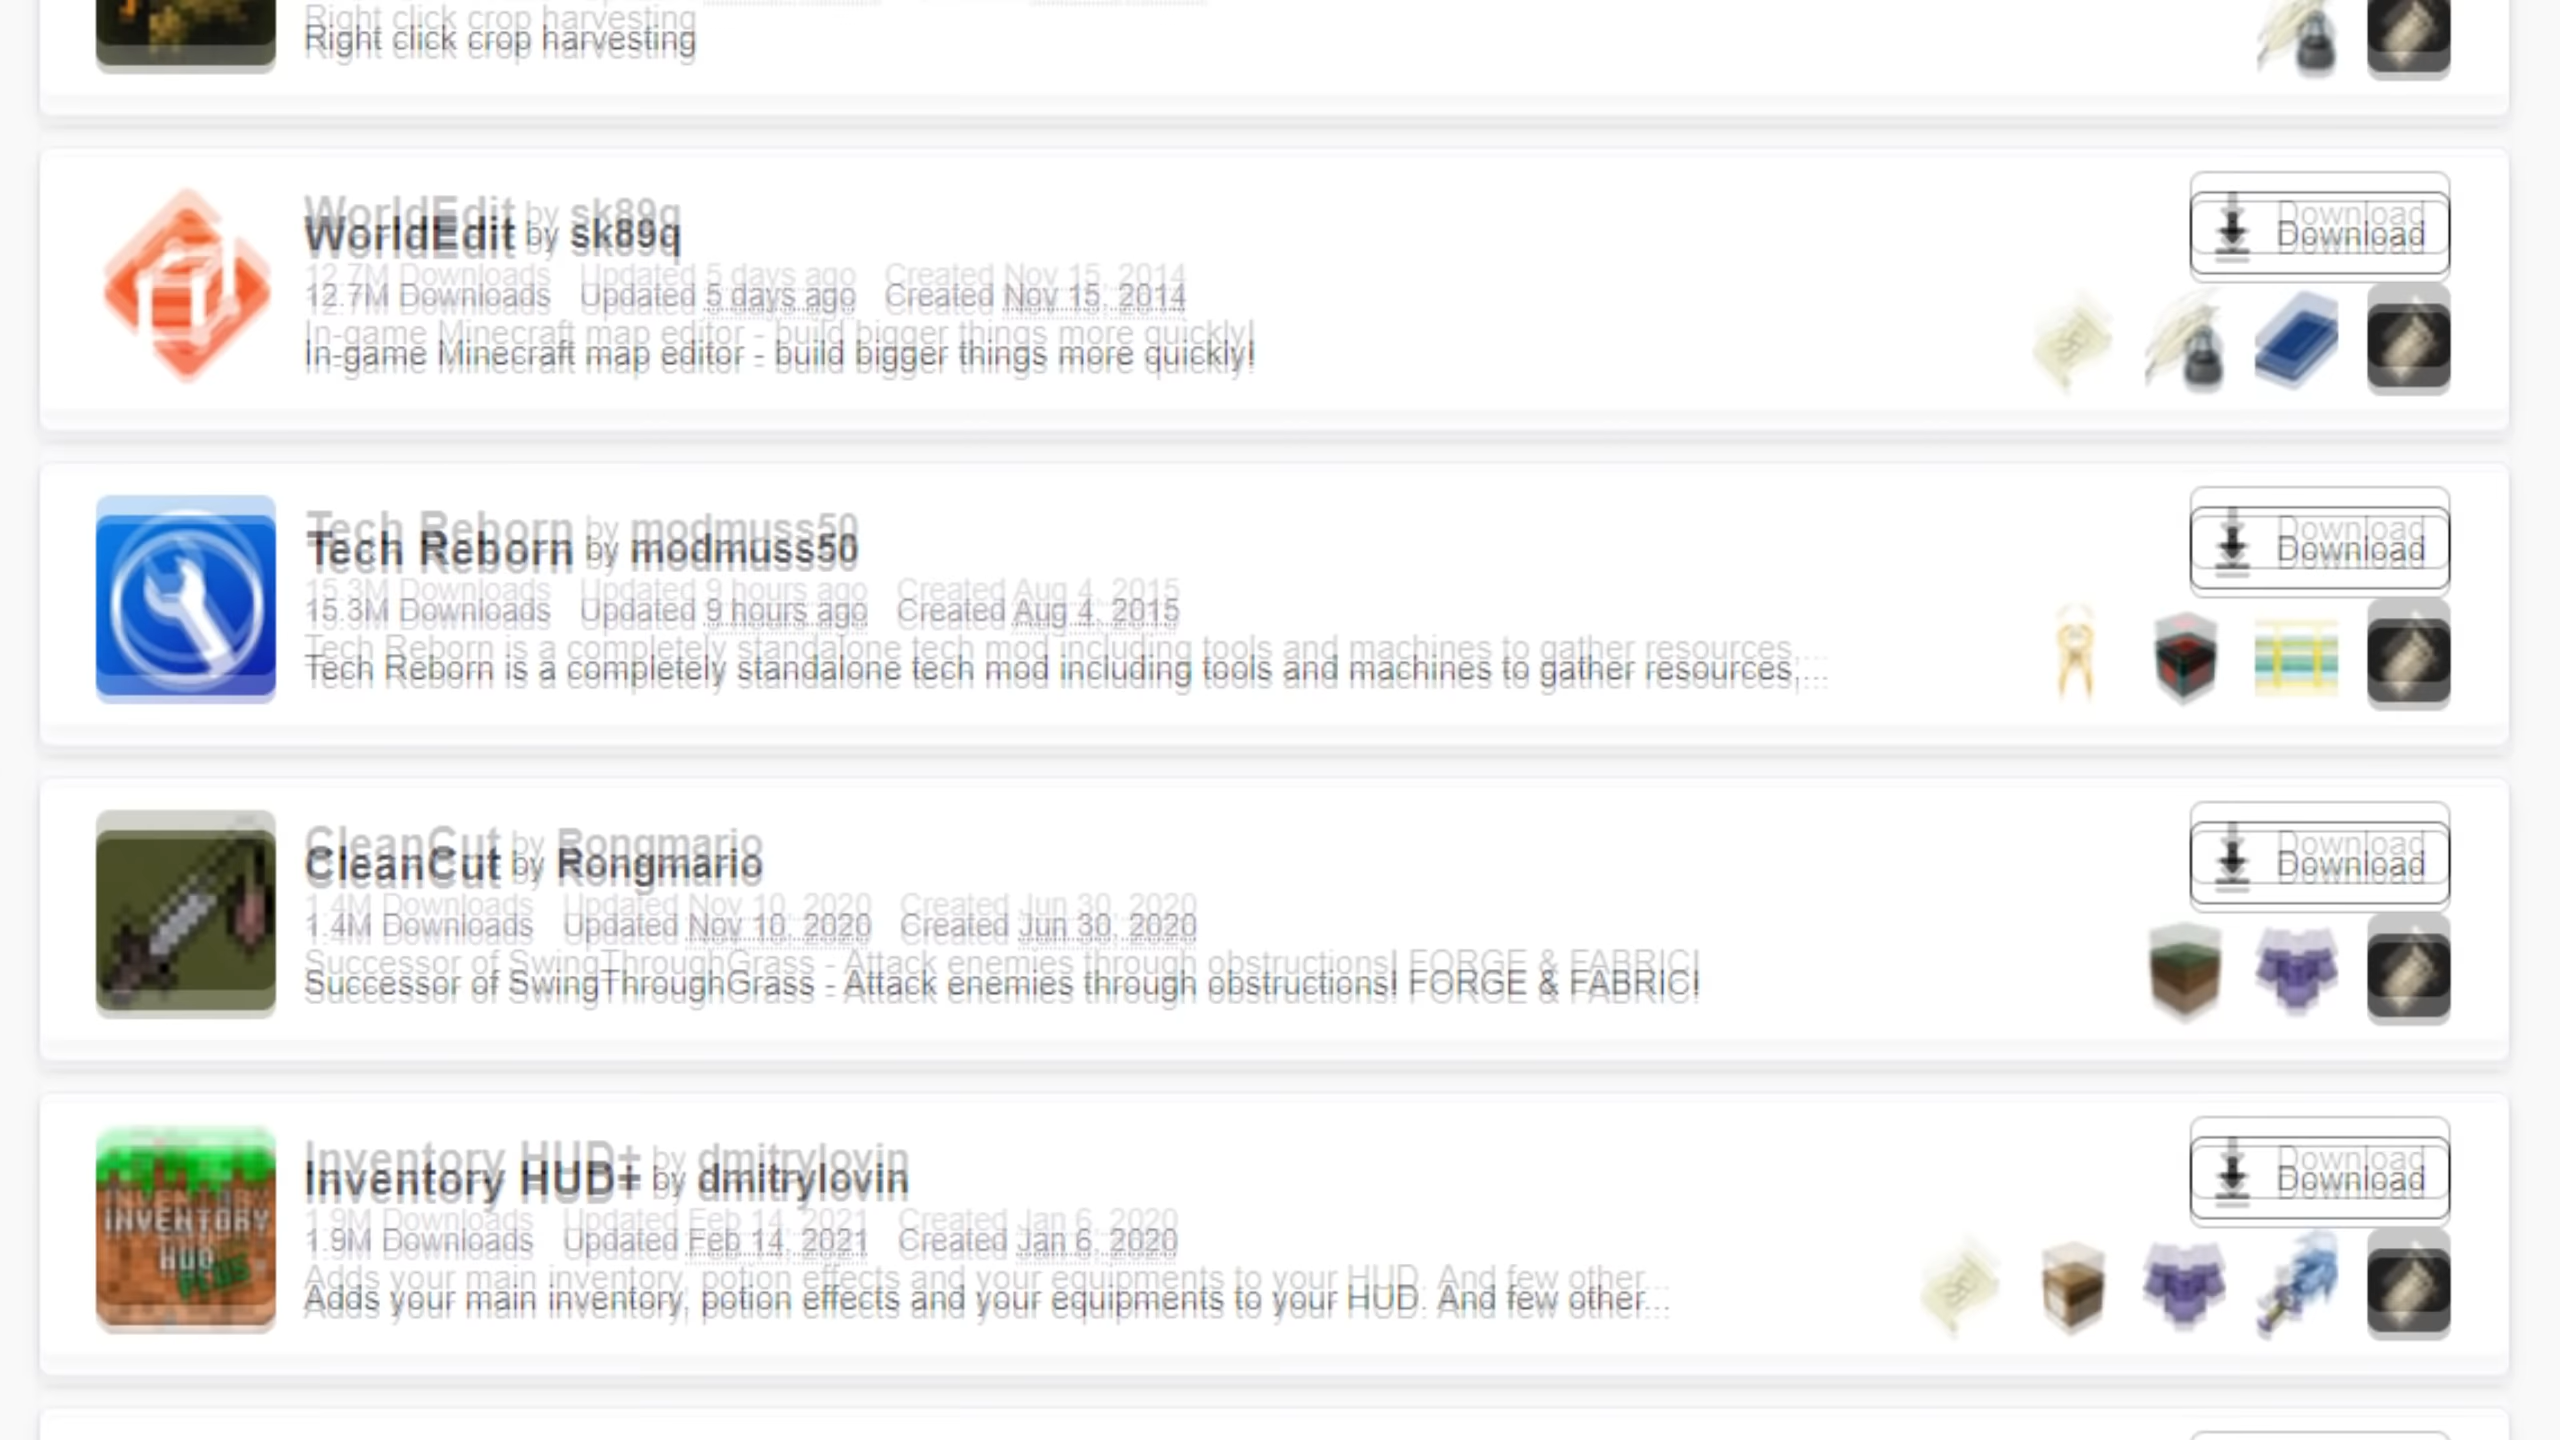 Right click crop harvesting
WorldEdit by sk89q
Download
12.7M Downloads Updated 5 days ago Created Nov 15, 2014
In-game Minecraft map editor - build bigger things more quickly!
Tech Reborn by modmuss50
Download
15.3M Downloads Updated 9 hours ago Created Aug 4, 2015
Tech Reborn is a completely standalone tech mod including tools and machines to gather resources,...
CleanCut by Rongmario
Download
1.4M Downloads Updated Nov 10, 2020 Created Jun 30, 2020
Successor of SwingThroughGrass - Attack enemies through obstructions! FORGE & FABRIC!
Inventory HUD+ by dmitrylovin
Download
1.9M Downloads Updated Feb 14, 2021 Created Jan 6, 2020
INVENTORY
HUD
PLUS
Adds your main inventory, potion effects and your equipments to your HUD. And few other...